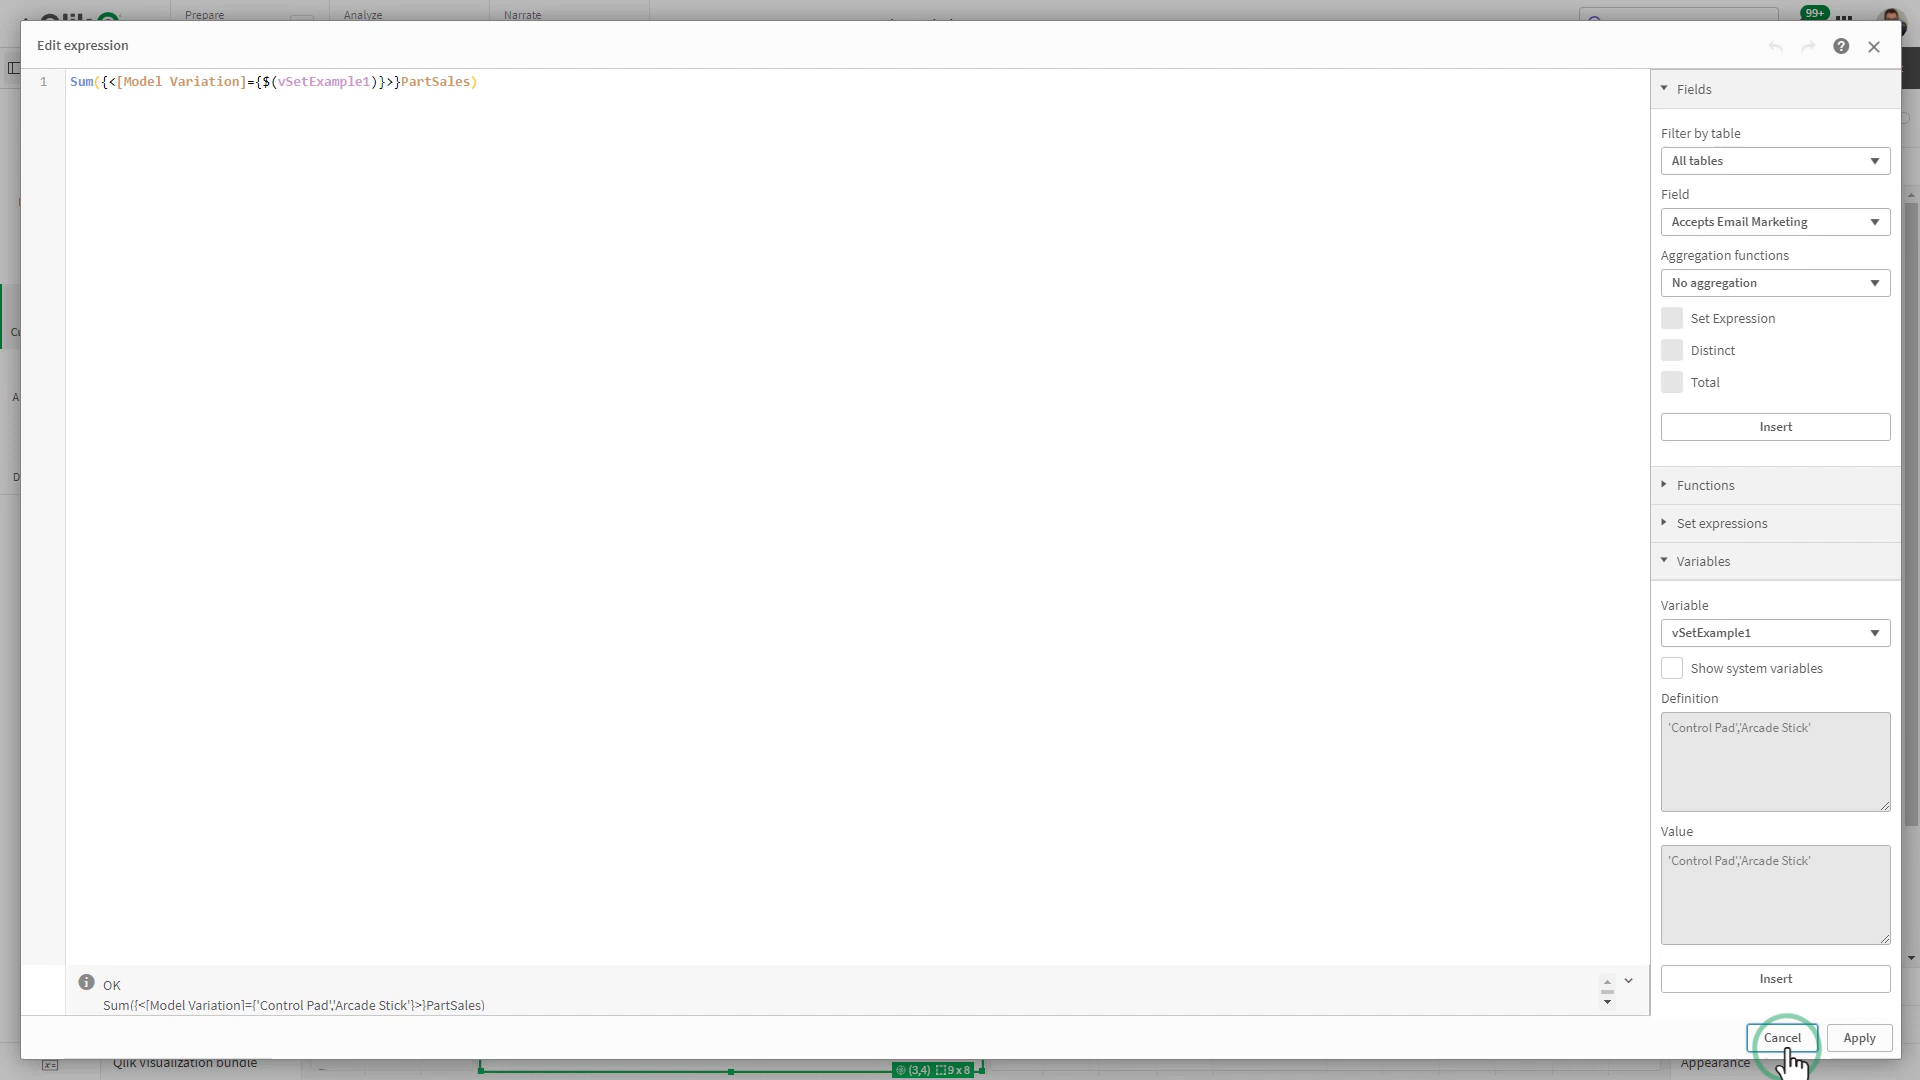 Qlik
Prepare
Analyze
Narrate
99+
Edit expression
1 Sum({<[Model Variation]={$(vSetExample1)}>}PartSales)
Fields
Filter by table
All tables
Field
Accepts Email Marketing
Aggregation functions
No aggregation
Set Expression
Distinct
Total
Insert
Functions
Set expressions
Variables
Variable
vSetExample1
Show system variables
Definition
'Control Pad','Arcade Stick'
Value
'Control Pad','Arcade Stick'
Insert
OK
Sum({<[Model Variation]={'Control Pad','Arcade Stick'}>}PartSales)
Cancel
Apply
Qlik Visualization bundle
(3,4) 9 x 8
Appearance